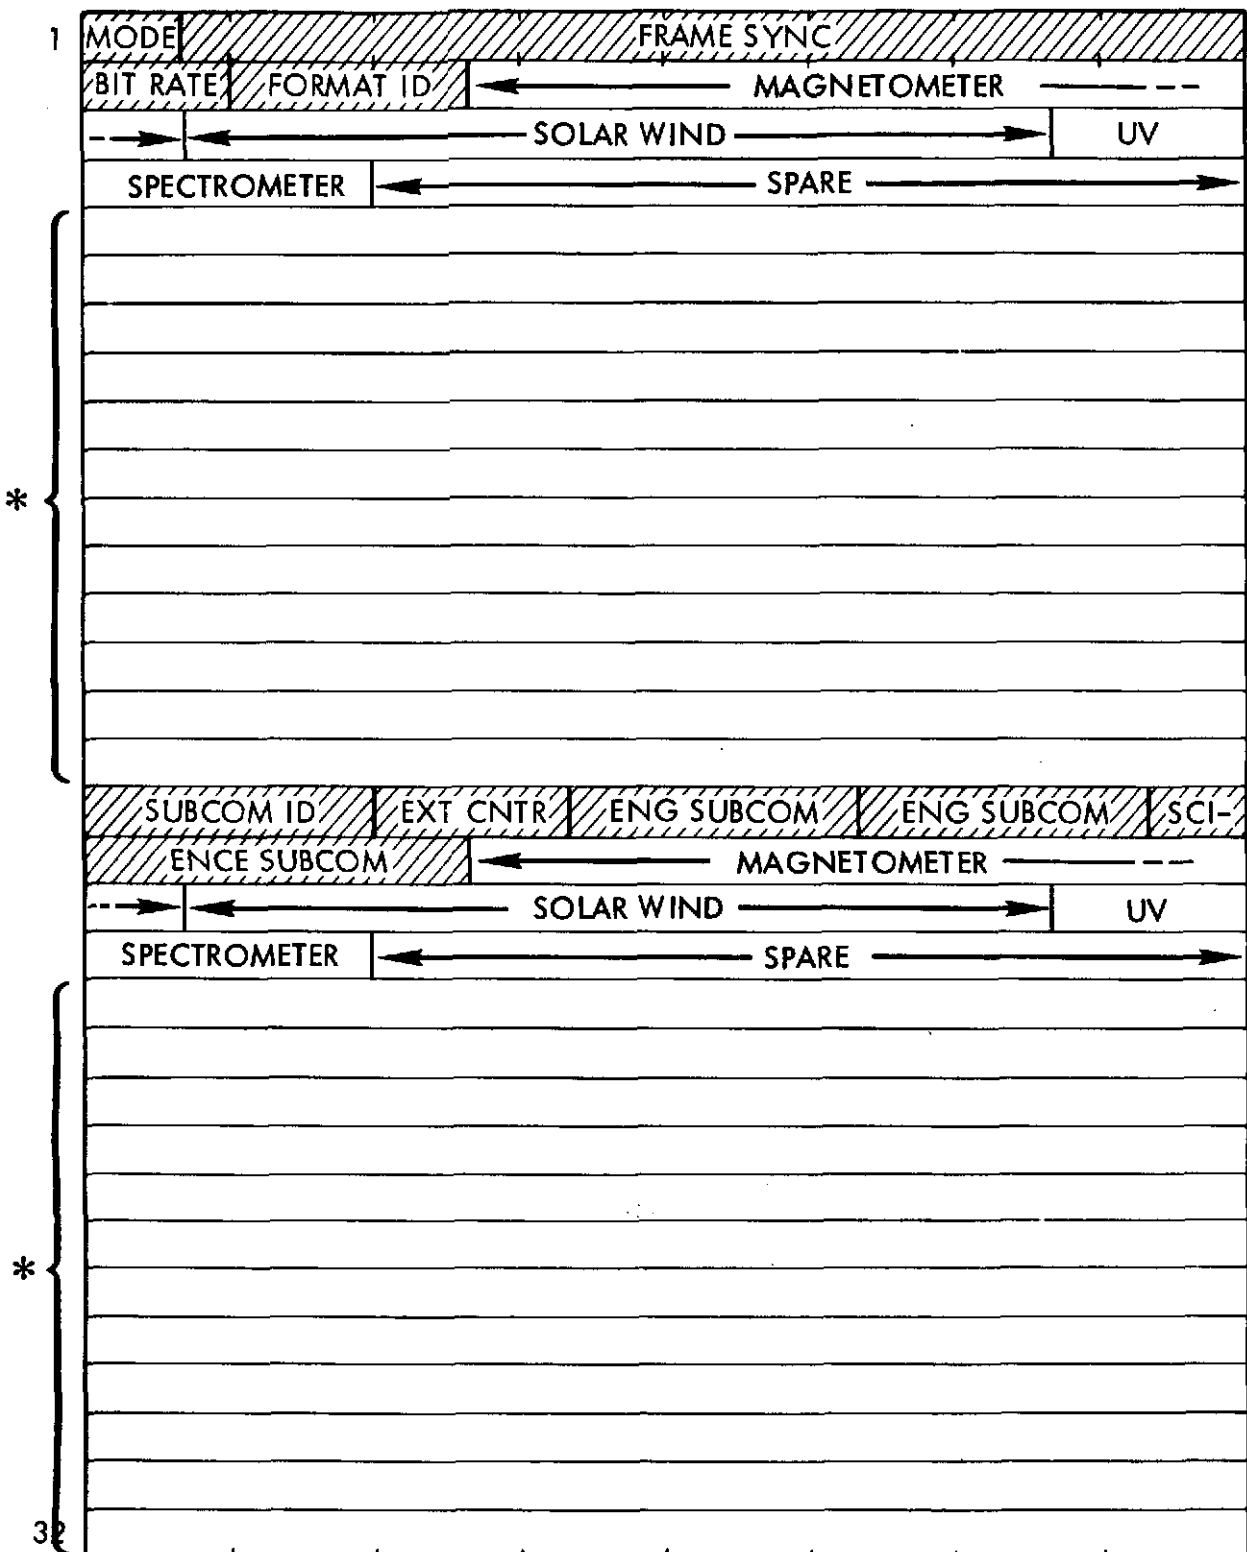 1 MODE FRAME SYNC
BIT RATE FORMAT ID MAGNETOMETER
SOLAR WIND UV
SPECTROMETER SPARE
*
SUBCOM ID EXT CNTR ENG SUBCOM ENG SUBCOM SCI-
ENCE SUBCOM MAGNETOMETER
SOLAR WIND UV
SPECTROMETER SPARE
*
32